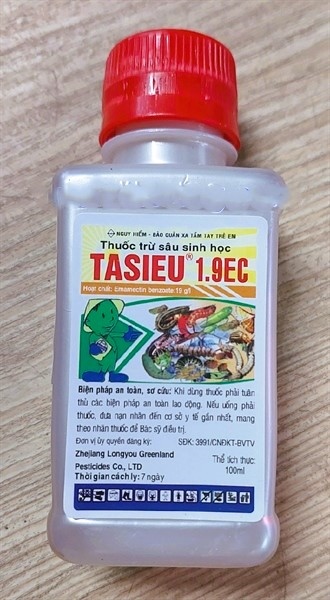 NGUY HIỂM - BẢO QUẢN XA TẦM TAY TRẺ EM
Thuốc trừ sâu sinh học
TASIEU® 1.9EC
Hoạt chất: Emamectin benzoate 19 g/l
Biện pháp an toàn, sơ cứu: Khi dùng thuốc phải tuân
thủ các biện pháp an toàn lao động. Nếu uống phải
thuốc, đưa nạn nhân đến cơ sở y tế gần nhất, mang
theo nhãn thuốc để Bác sỹ điều trị.
Đơn vị ủy quyền đăng ký: SĐK: 3991/CNĐKT-BVTV
Zhejiang Longyou Greenland Thể tích thực:
Pesticides Co., LTD 100ml
Thời gian cách ly: 7 ngày